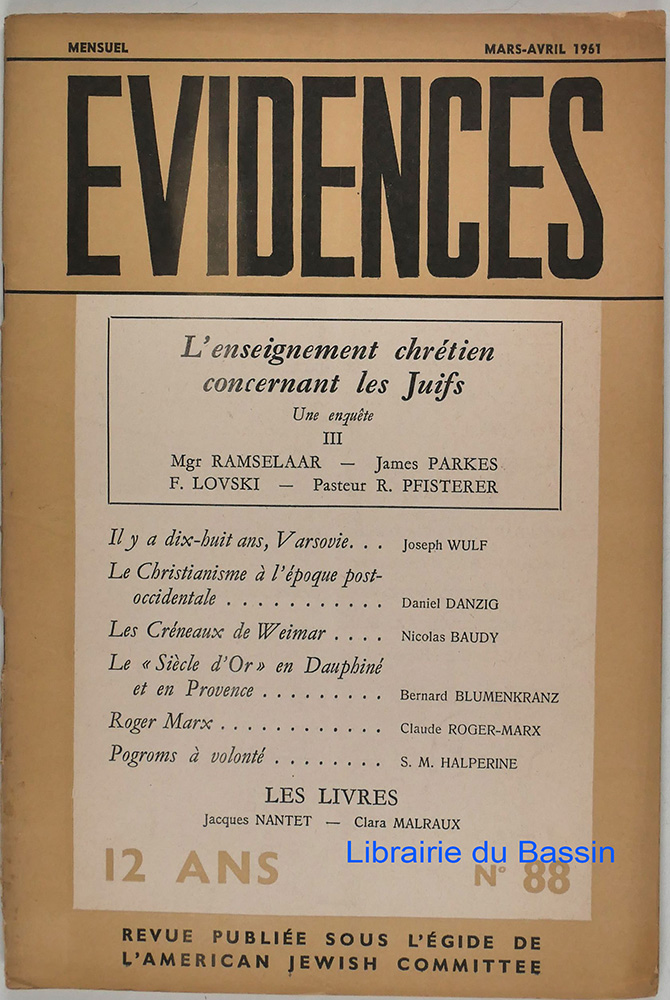 MENSUEL MARS-AVRIL 1961
EVIDENCES
L'enseignement chrétien
concernant les Juifs
Une enquête
III
Mgr RAMSELAAR — James PARKES
F. LOVSKI — Pasteur R. PFISTERER
Il y a dix-huit ans, Varsovie. . . Joseph WULF
Le Christianisme à l'époque post-
occidentale . . . . . . . . . . . Daniel DANZIG
Les Créneaux de Weimar . . . . Nicolas BAUDY
Le « Siècle d'Or » en Dauphiné
et en Provence . . . . . . . . . Bernard BLUMENKRANZ
Roger Marx . . . . . . . . . . . . Claude ROGER-MARX
Pogroms à volonté . . . . . . . . S. M. HALPERINE
LES LIVRES
Jacques NANTET — Clara MALRAUX
Librairie du Bassin
12 ANS N° 88
REVUE PUBLIÉE SOUS L'ÉGIDE DE
L'AMERICAN JEWISH COMMITTEE